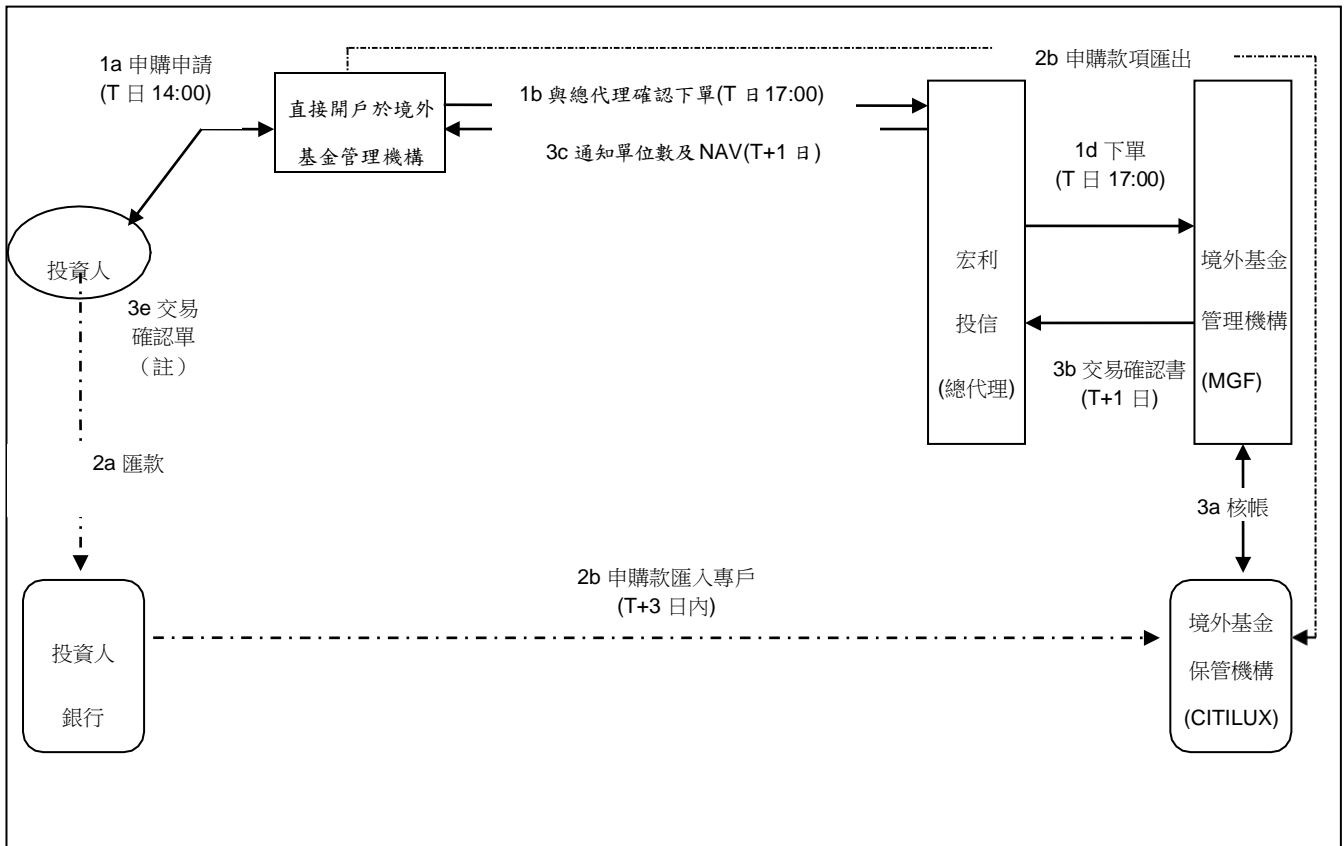 2b 申購款項匯出
1a 申購申請
(T 日 14:00)
直接開戶於境外
基金管理機構
1b 與總代理確認下單(T 日 17:00)
3c 通知單位數及 NAV(T+1 日)
1d 下單
(T 日 17:00)
投資人
3e 交易
確認單
（註）
宏利
投信
(總代理)
境外基金
管理機構
(MGF)
3b 交易確認書
(T+1 日)
2a 匯款
3a 核帳
2b 申購款匯入專戶
(T+3 日內)
投資人
銀行
境外基金
保管機構
(CITILUX)